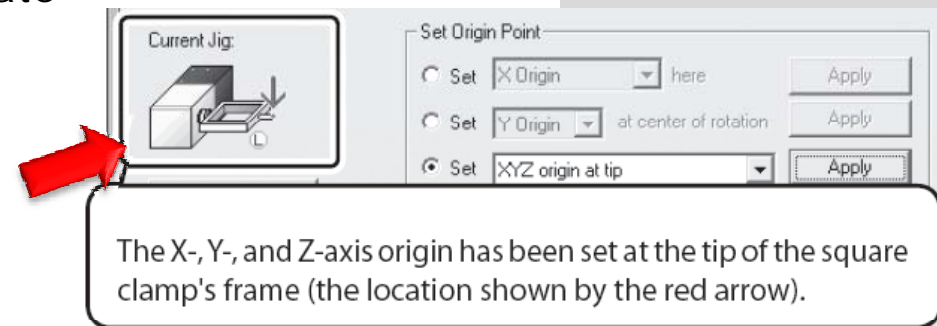 Current Jig:
Set Origin Point
Set X Origin here Apply
Set Y Origin at center of rotation Apply
Set XYZ origin at tip Apply
L
The X-, Y-, and Z-axis origin has been set at the tip of the square
clamp's frame (the location shown by the red arrow).